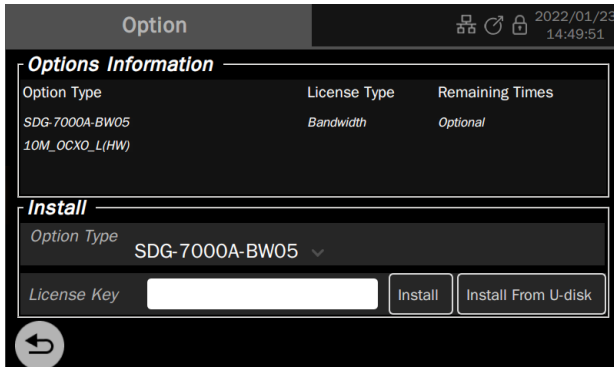 Option
2022/01/23
14:49:51
Options Information
Option Type License Type Remaining Times
SDG-7000A-BW05 Bandwidth Optional
10M_OCXO_L(HW)
Install
Option Type SDG-7000A-BW05
License Key Install Install From U-disk